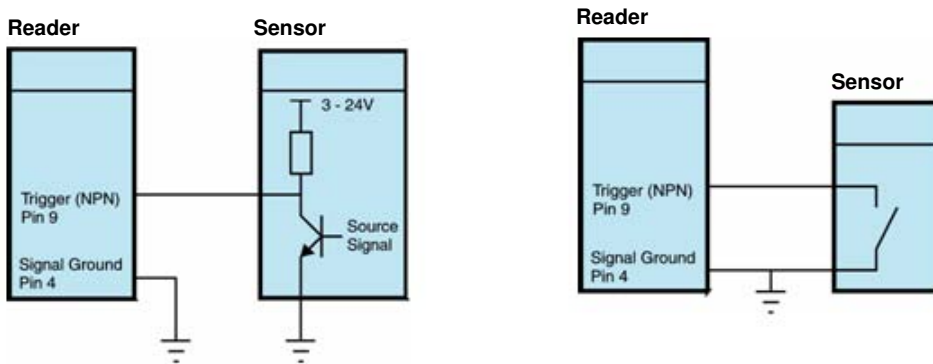 Reader
Sensor
3 - 24V
Trigger (NPN)
Pin 9
Source
Signal
Signal Ground
Pin 4
Reader
Sensor
Trigger (NPN)
Pin 9
Signal Ground
Pin 4